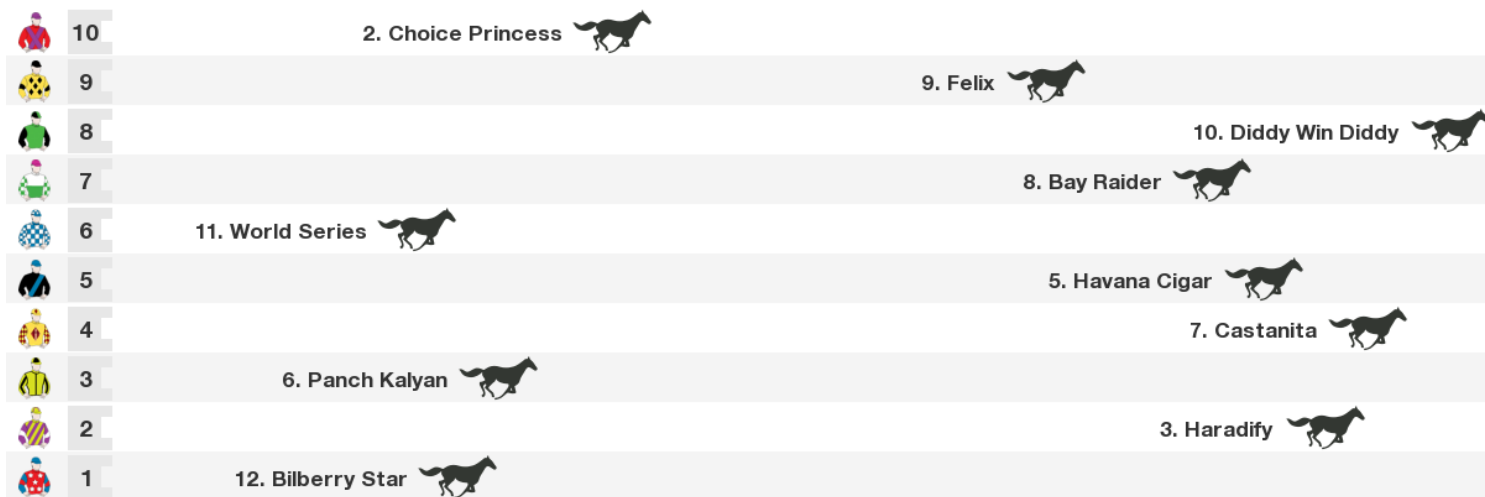 10 2. Choice Princess
9 9. Felix
8 10. Diddy Win Diddy
7 8. Bay Raider
6 11. World Series
5 5. Havana Cigar
4 7. Castanita
3 6. Panch Kalyan
2 3. Haradify
1 12. Bilberry Star